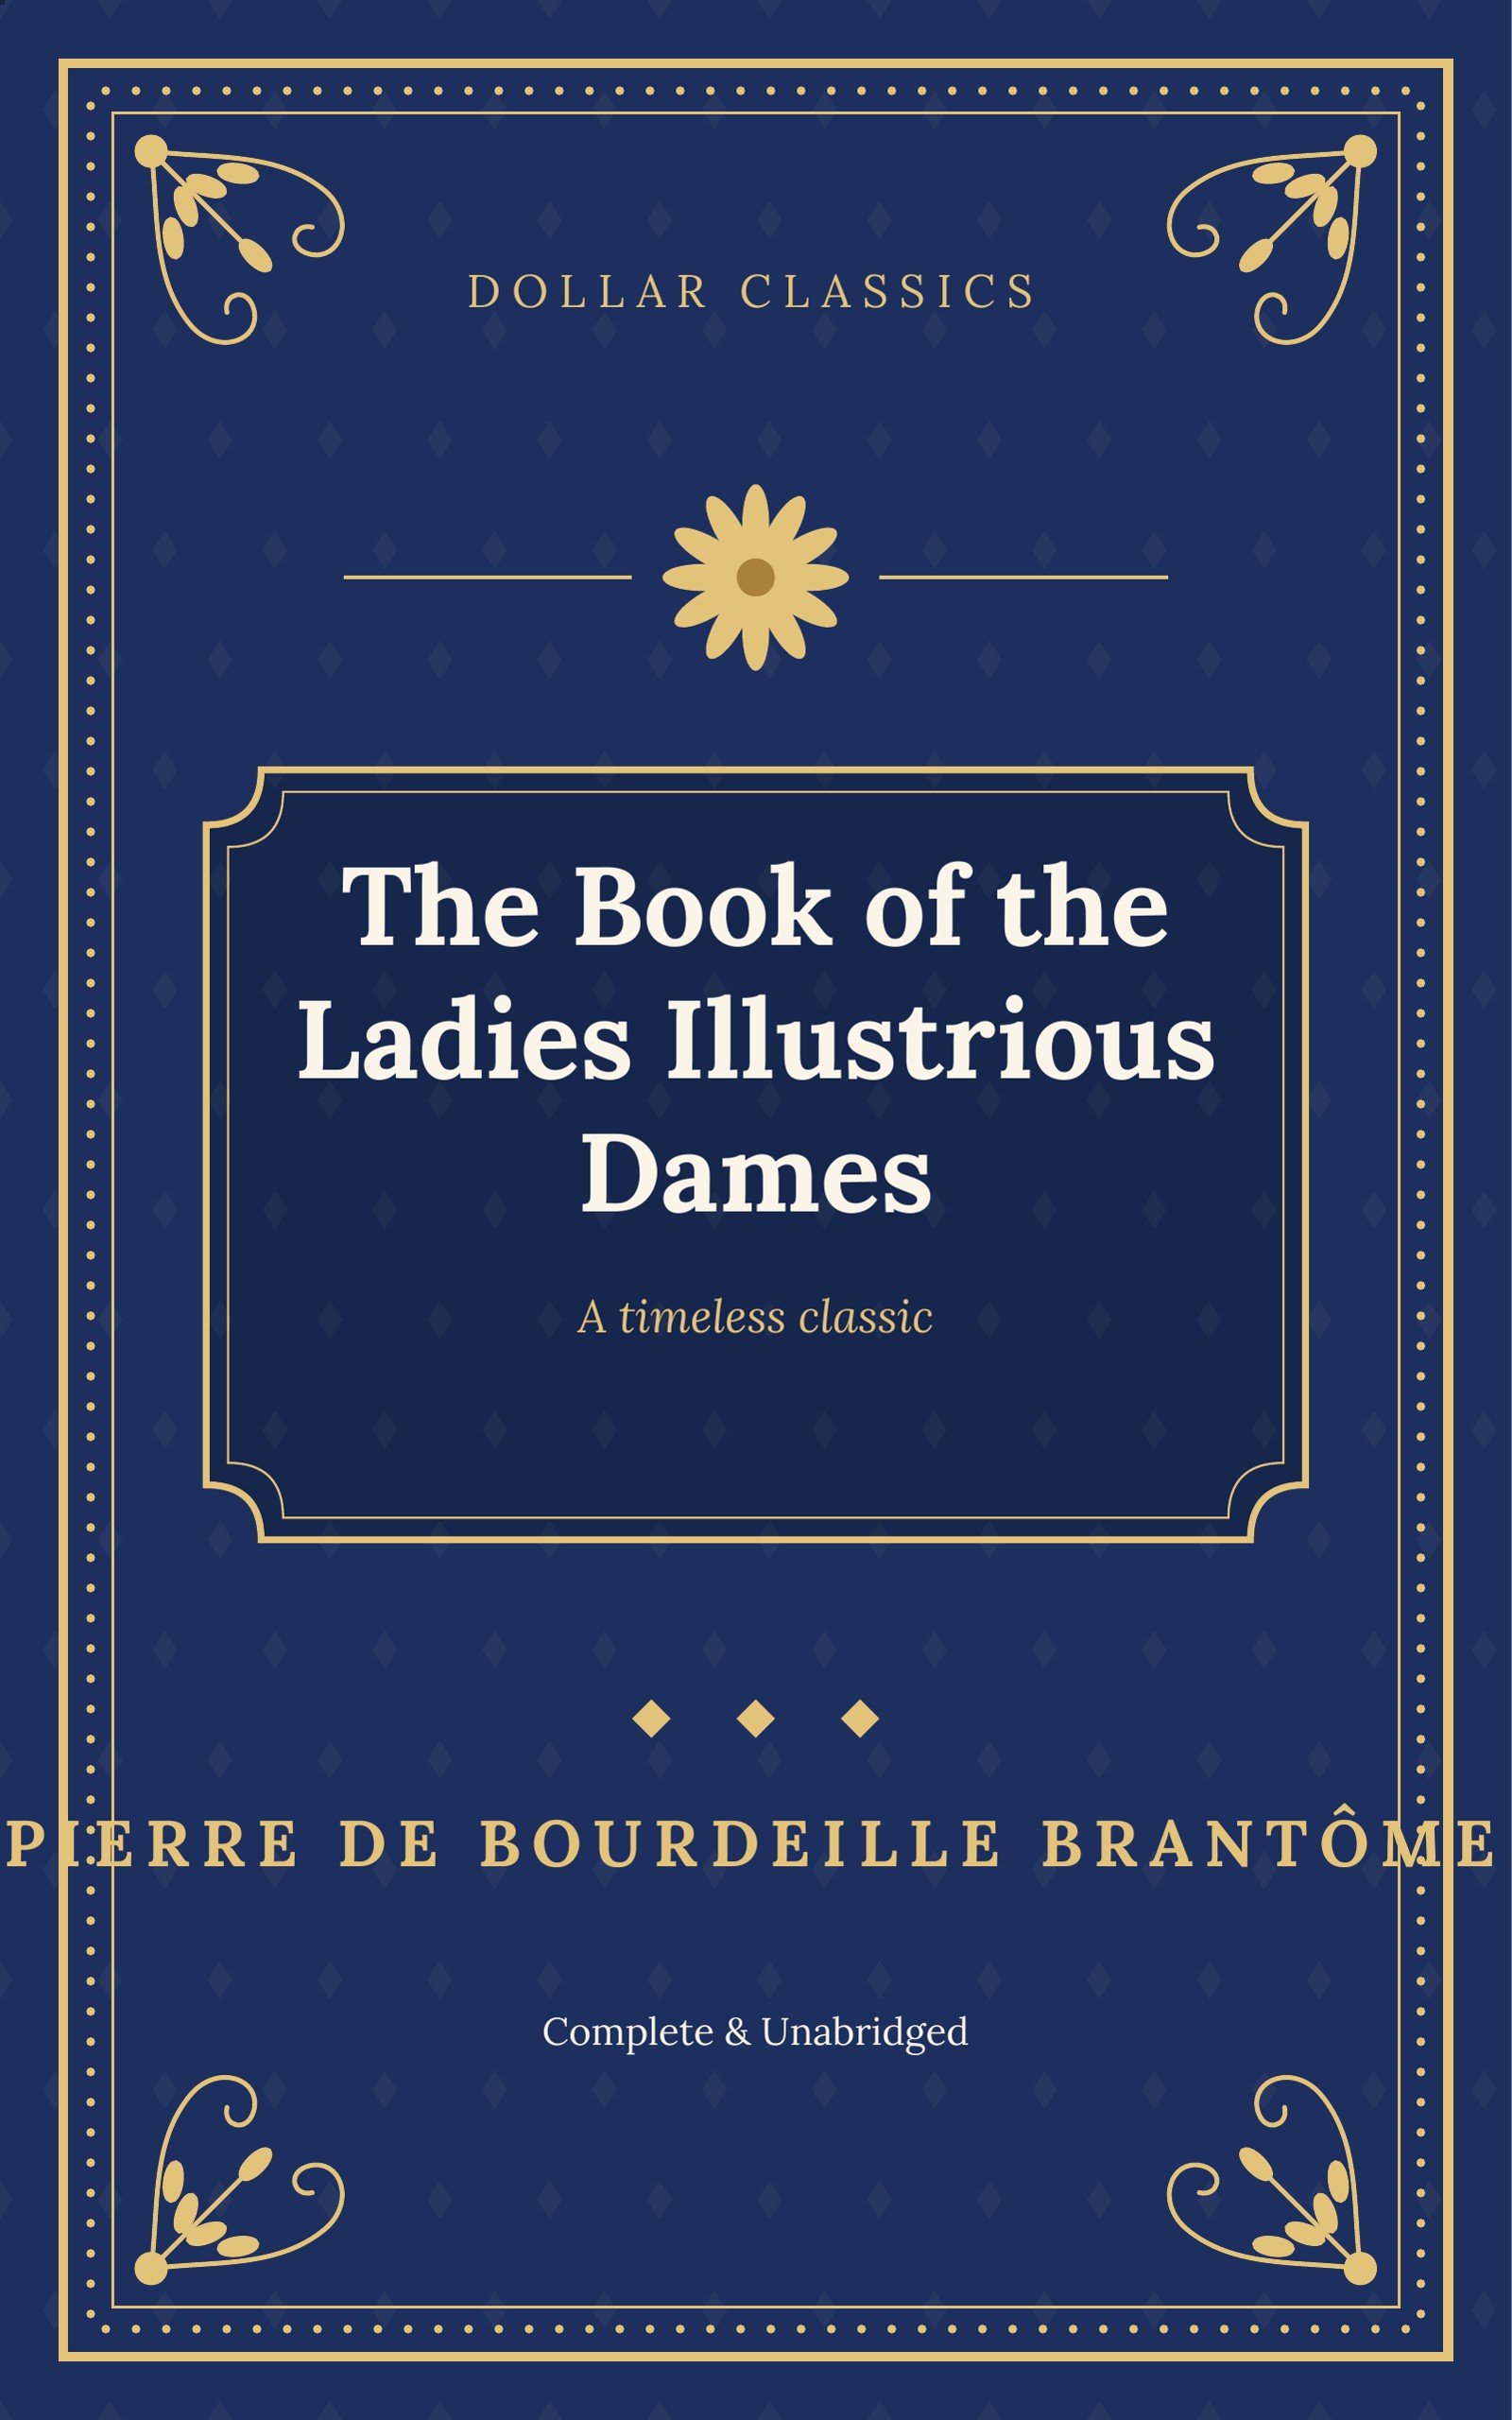 DOLLAR CLASSICS
The Book of the
Ladies Illustrious
Dames
A timeless classic
PIERRE DE BOURDEILLE BRANTÔME
Complete & Unabridged